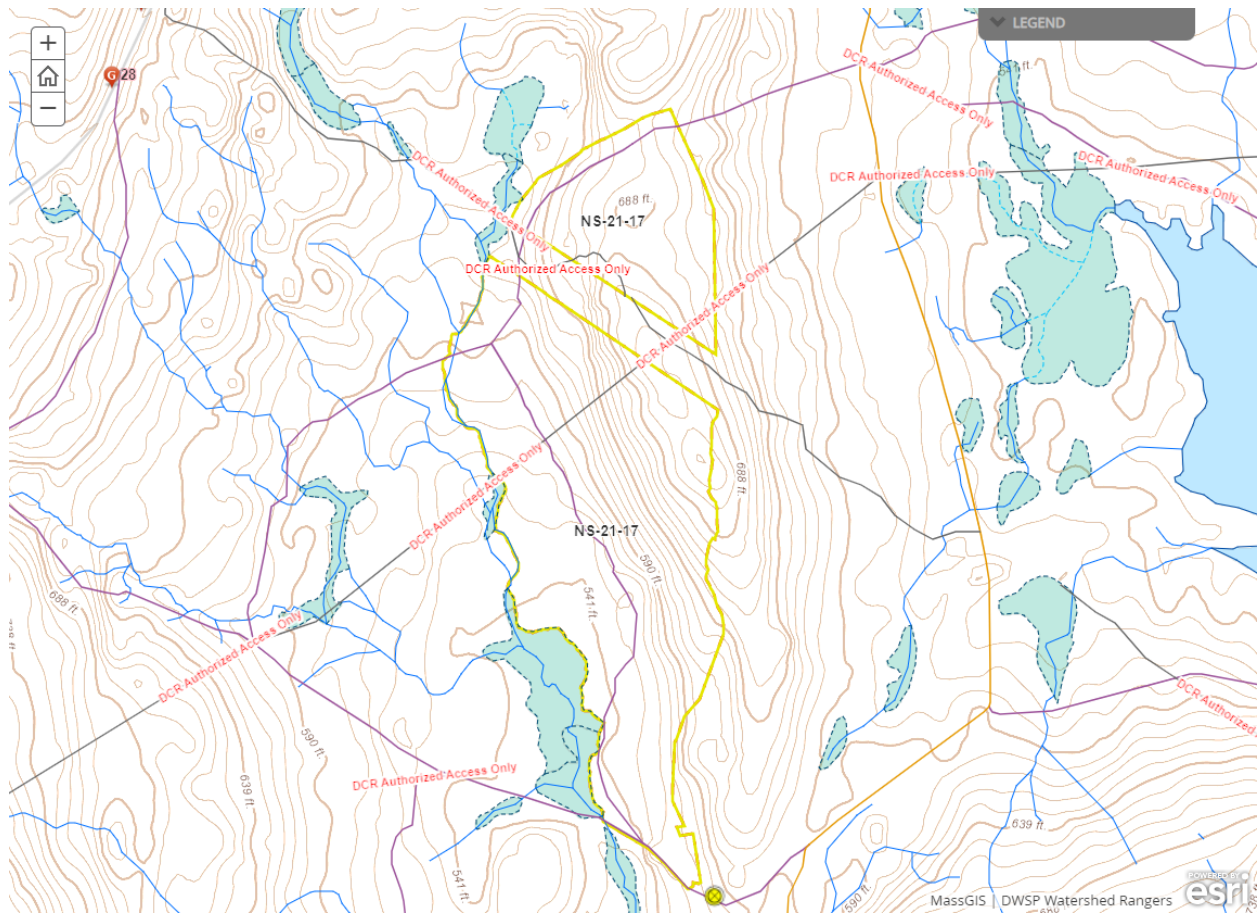 LEGEND
G 28
DCR Authorized Access Only
DCR Authorized Access Only
DCR Authorized Access Only
DCR Authorized Access Only
688 ft.
NS-21-17
DCR Authorized Access Only
DCR Authorized Access Only
688 ft.
DCR Authorized Access Only
NS-21-17
590 ft.
541 ft.
688 ft.
DCR Authorized Access Only
DCR Authorized
590 ft.
639 ft.
DCR Authorized Access Only
639 ft.
541 ft.
590 ft.
POWERED BY
esri
MassGIS | DWSP Watershed Rangers